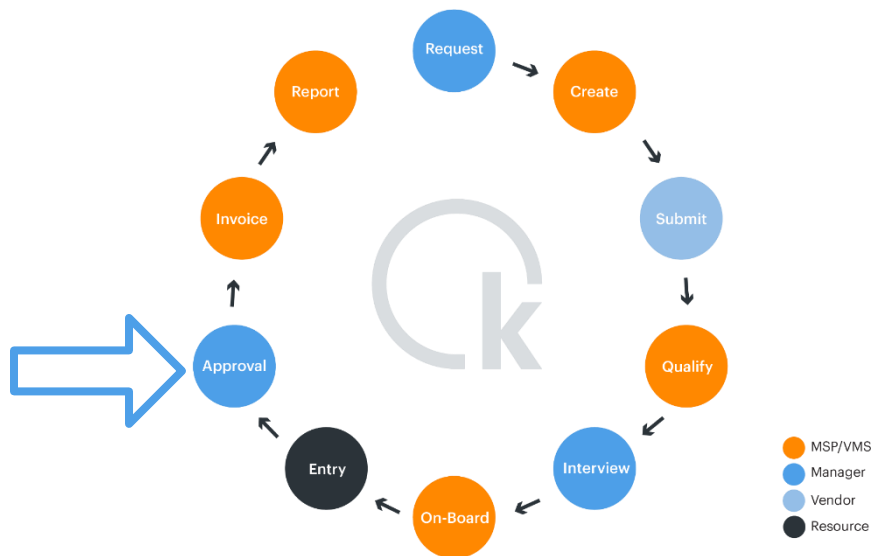 Request
Create
Submit
Qualify
Interview
On-Board
Entry
Approval
Invoice
Report
k
MSP/VMS
Manager
Vendor
Resource